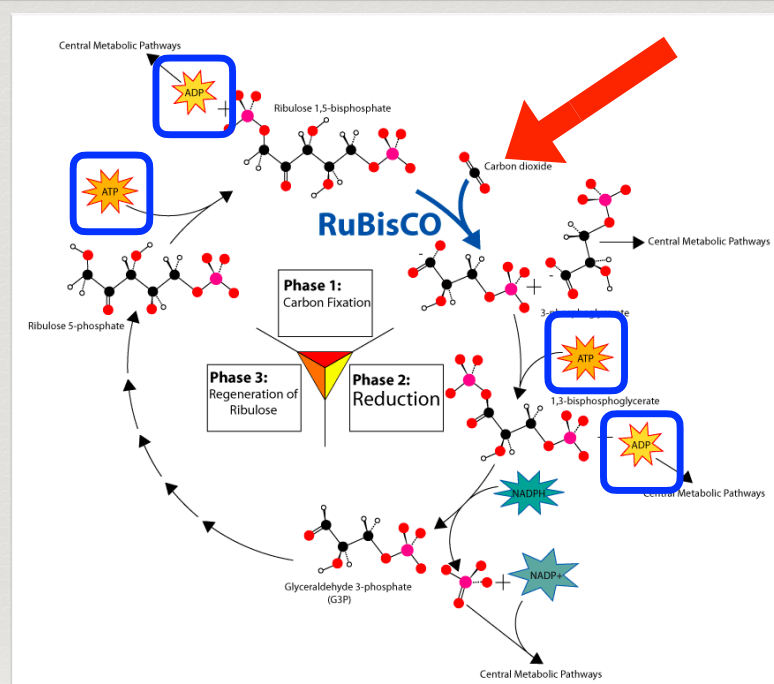 Central Metabolic Pathways
ADP
+
Ribulose 1,5-bisphosphate
Carbon dioxide
ATP
RuBisCO
Central Metabolic Pathways
-
+
-
Phase 1:
Carbon Fixation
3-phosphoglycerate
Ribulose 5-phosphate
ATP
Phase 3:
Regeneration of
Ribulose
Phase 2:
Reduction
1,3-bisphosphoglycerate
+
ADP
Central Metabolic Pathways
NADPH
Glyceraldehyde 3-phosphate
(G3P)
+
NADP+
Central Metabolic Pathways